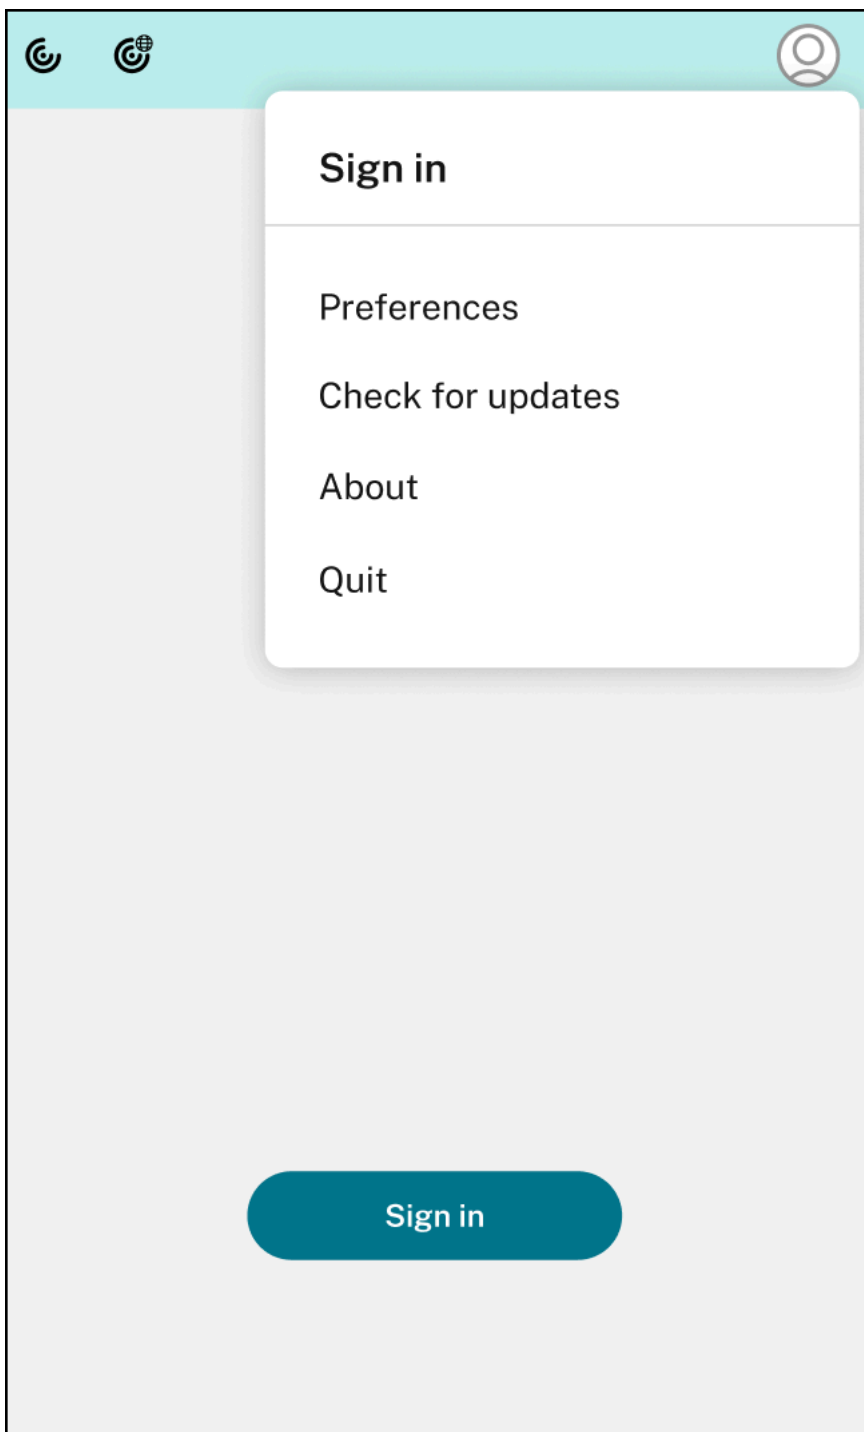 Sign in
Preferences
Check for updates
About
Quit
Sign in